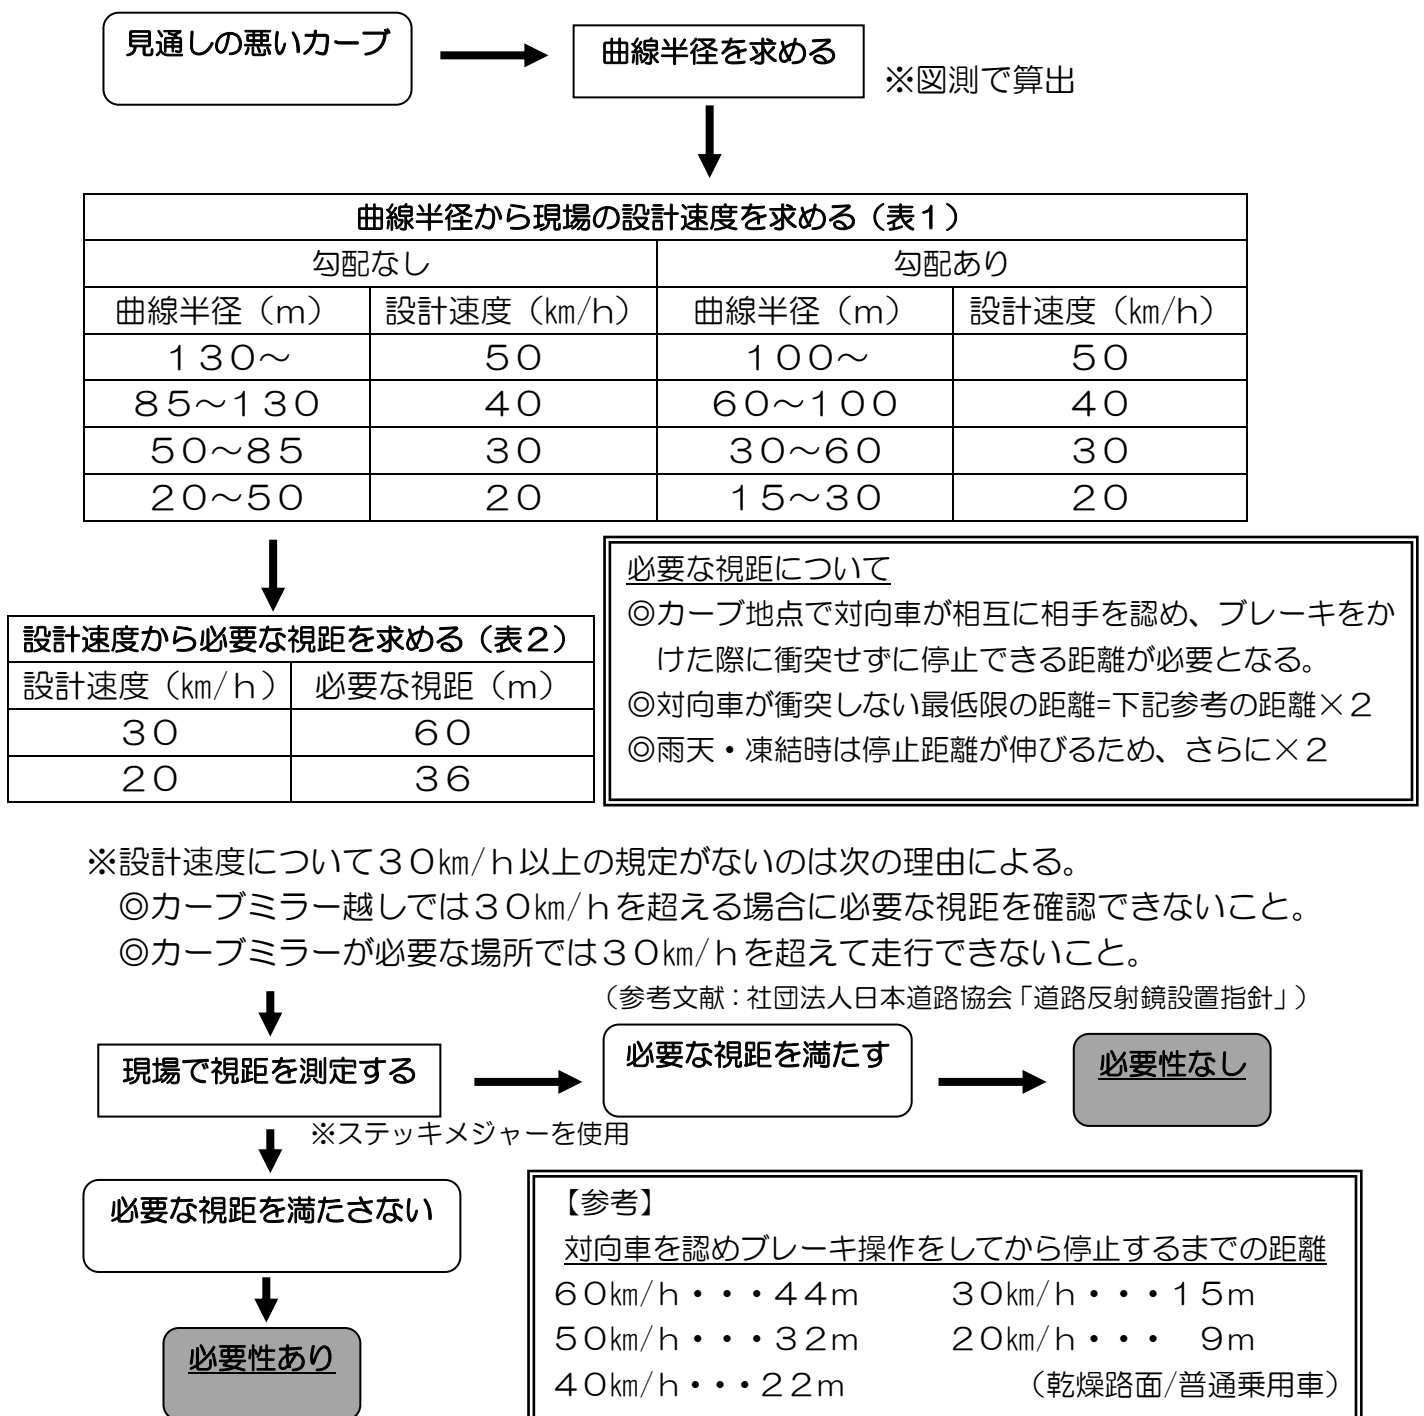 見通しの悪いカーブ
曲線半径を求める
※図測で算出
曲線半径から現場の設計速度を求める（表１）
勾配なし 勾配あり
曲線半径（ｍ） 設計速度（㎞/ｈ） 曲線半径（ｍ） 設計速度（㎞/ｈ）
１３０～ ５０ １００～ ５０
８５～１３０ ４０ ６０～１００ ４０
５０～８５ ３０ ３０～６０ ３０
２０～５０ ２０ １５～３０ ２０
設計速度から必要な視距を求める（表２）
設計速度（㎞/ｈ） 必要な視距（ｍ）
３０ ６０
２０ ３６
必要な視距について
◎カーブ地点で対向車が相互に相手を認め、ブレーキをか
けた際に衝突せずに停止できる距離が必要となる。
◎対向車が衝突しない最低限の距離=下記参考の距離×２
◎雨天・凍結時は停止距離が伸びるため、さらに×２
※設計速度について３０㎞/ｈ以上の規定がないのは次の理由による。
◎カーブミラー越しでは３０㎞/ｈを超える場合に必要な視距を確認できないこと。
◎カーブミラーが必要な場所では３０㎞/ｈを超えて走行できないこと。
（参考文献：社団法人日本道路協会「道路反射鏡設置指針」）
現場で視距を測定する
必要な視距を満たす
必要性なし
※ステッキメジャーを使用
必要な視距を満たさない
必要性あり
【参考】
対向車を認めブレーキ操作をしてから停止するまでの距離
６０㎞/ｈ・・・４４ｍ ３０㎞/ｈ・・・１５ｍ
５０㎞/ｈ・・・３２ｍ ２０㎞/ｈ・・・ ９ｍ
４０㎞/ｈ・・・２２ｍ （乾燥路面/普通乗用車）